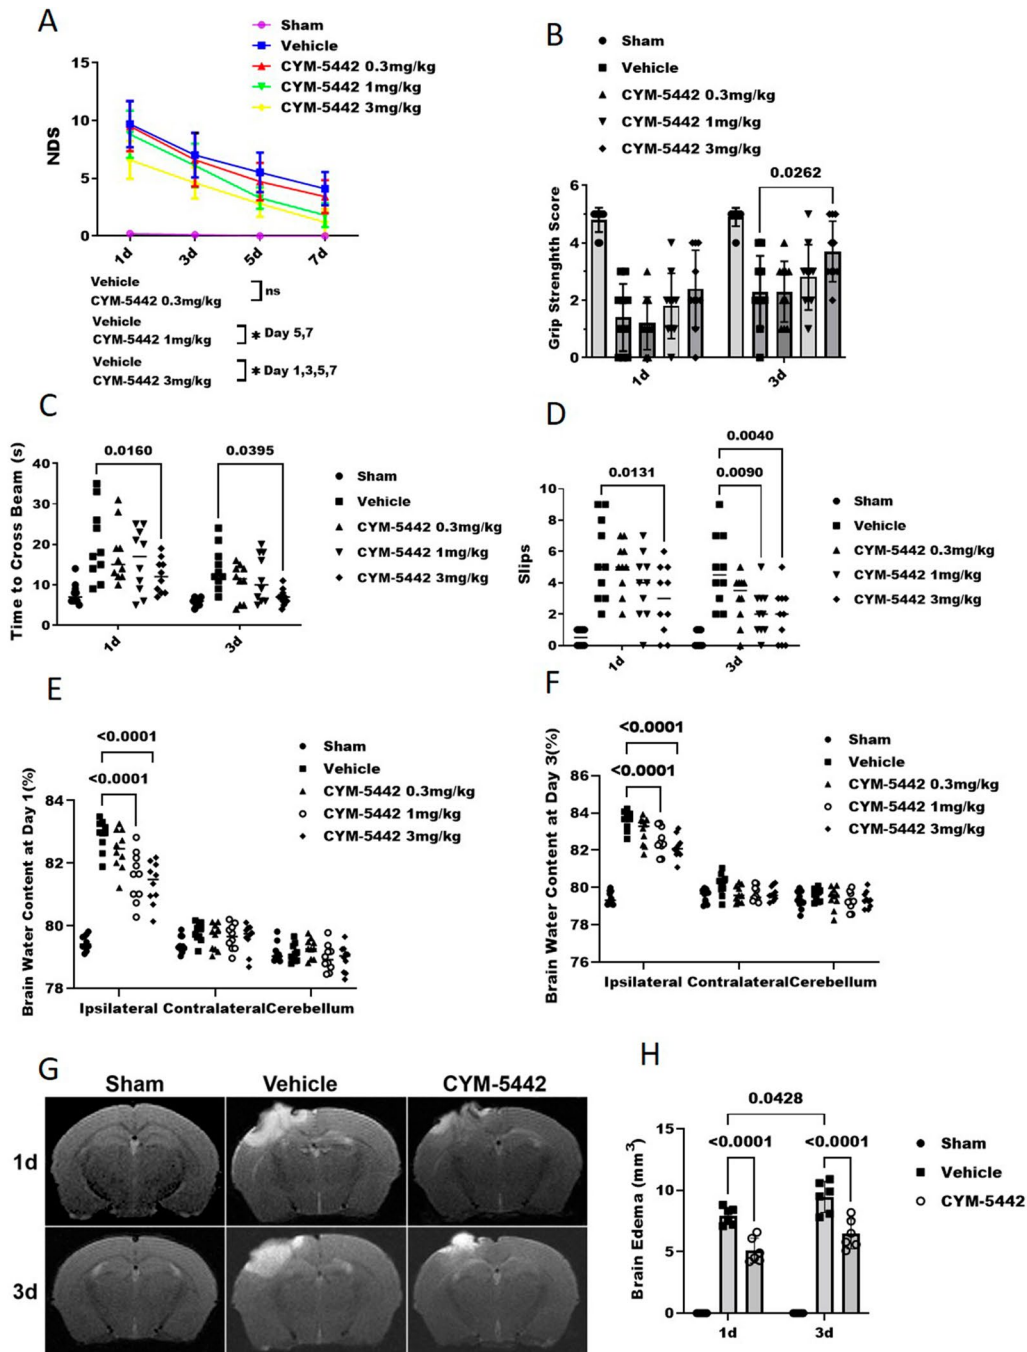 A
Sham
Vehicle
CYM-5442 0.3mg/kg
CYM-5442 1mg/kg
CYM-5442 3mg/kg
15
10
5
0
NDS
1d
3d
5d
7d
Vehicle
CYM-5442 0.3mg/kg
ns
Vehicle
CYM-5442 1mg/kg
* Day 5,7
Vehicle
CYM-5442 3mg/kg
* Day 1,3,5,7
B
Sham
Vehicle
CYM-5442 0.3mg/kg
CYM-5442 1mg/kg
CYM-5442 3mg/kg
0.0262
6
4
2
0
Grip Strenghth Score
1d
3d
C
0.0160
0.0395
40
30
20
10
0
Time to Cross Beam (s)
1d
3d
Sham
Vehicle
CYM-5442 0.3mg/kg
CYM-5442 1mg/kg
CYM-5442 3mg/kg
D
0.0040
0.0131
0.0090
10
8
6
4
2
0
Slips
1d
3d
Sham
Vehicle
CYM-5442 0.3mg/kg
CYM-5442 1mg/kg
CYM-5442 3mg/kg
E
<0.0001
<0.0001
84
82
80
78
Brain Water Content at Day 1(%)
Ipsilateral
Contralateral
Cerebellum
Sham
Vehicle
CYM-5442 0.3mg/kg
CYM-5442 1mg/kg
CYM-5442 3mg/kg
F
<0.0001
<0.0001
86
84
82
80
78
76
Brain Water Content at Day 3(%)
Ipsilateral
Contralateral
Cerebellum
Sham
Vehicle
CYM-5442 0.3mg/kg
CYM-5442 1mg/kg
CYM-5442 3mg/kg
G
Sham
Vehicle
CYM-5442
1d
3d
H
0.0428
<0.0001
<0.0001
15
10
5
0
Brain Edema (mm3)
1d
3d
Sham
Vehicle
CYM-5442